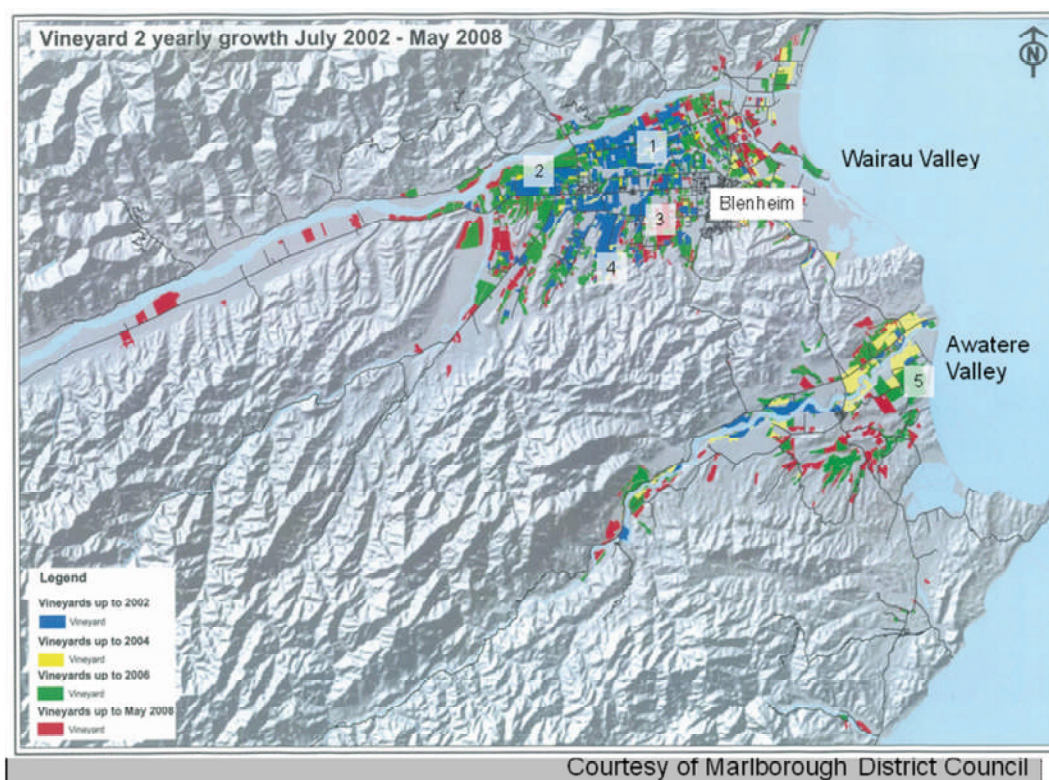 Vineyard 2 yearly growth July 2002 - May 2008
N
Wairau Valley
1
2
Blenheim
3
4
Awatere
Valley
5
Legend
Vineyards up to 2002
Vineyard
Vineyards up to 2004
Vineyard
Vineyards up to 2006
Vineyard
Vineyards up to May 2008
Vineyard
Courtesy of Marlborough District Council